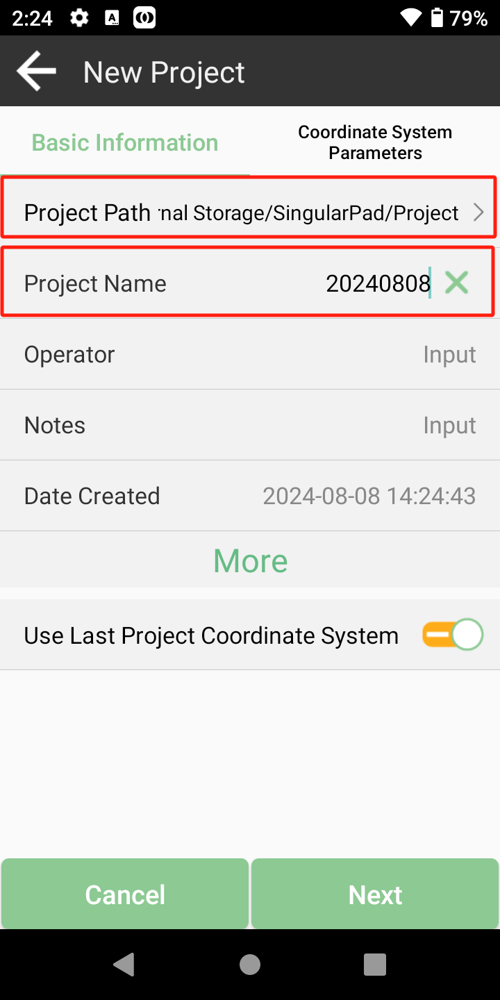 2:24 79%
New Project
Basic Information
Coordinate System
Parameters
Project Path nal Storage/SingularPad/Project
Project Name 20240808
Operator Input
Notes Input
Date Created 2024-08-08 14:24:43
More
Use Last Project Coordinate System
Cancel Next